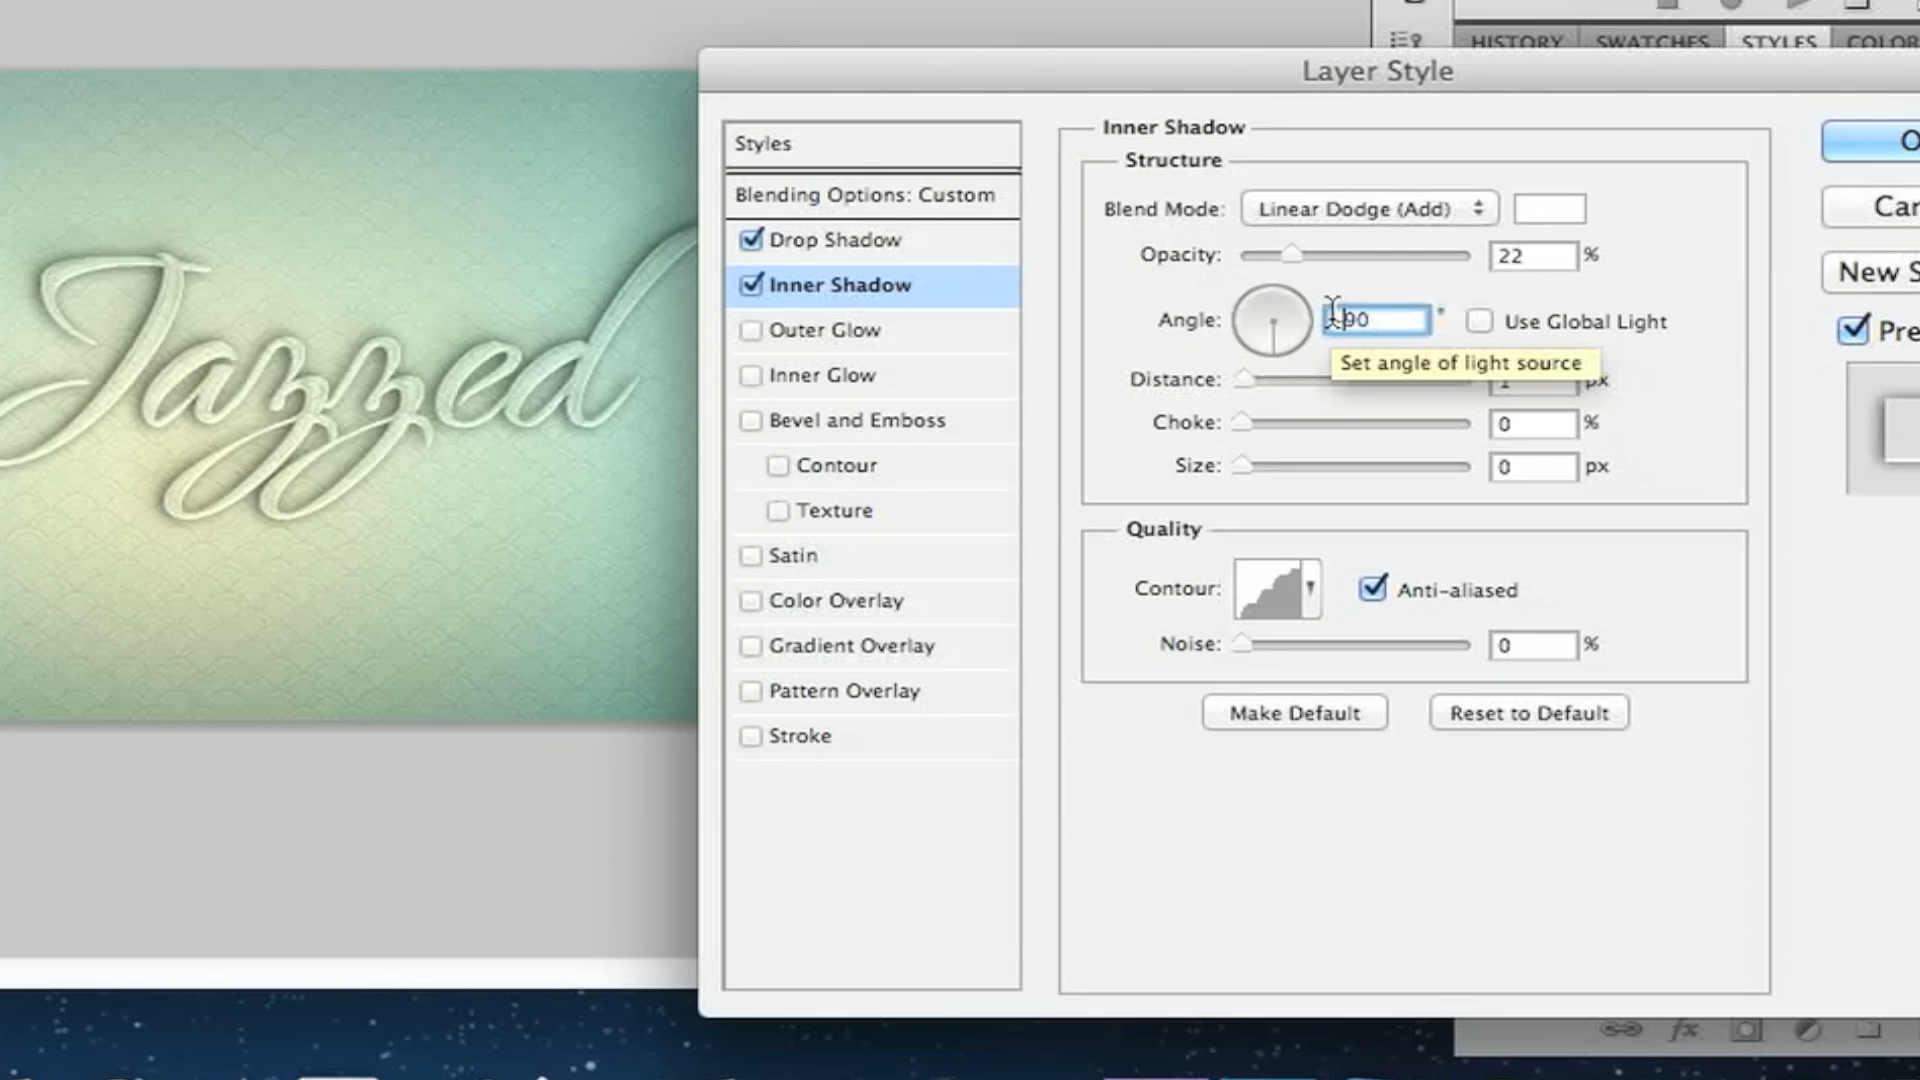 HISTORY SWATCHES STYLES COLOR
Layer Style
Styles
Blending Options: Custom
Drop Shadow
Inner Shadow
Outer Glow
Inner Glow
Bevel and Emboss
Contour
Texture
Satin
Color Overlay
Gradient Overlay
Pattern Overlay
Stroke
Inner Shadow
Structure
Blend Mode: Linear Dodge (Add)
Opacity: 22 %
Angle: -90 ° Use Global Light
Set angle of light source
Distance: 1 px
Choke: 0 %
Size: 0 px
Quality
Contour: Anti-aliased
Noise: 0 %
Make Default Reset to Default
O
Can
New S
Pre
Jazzed
fx